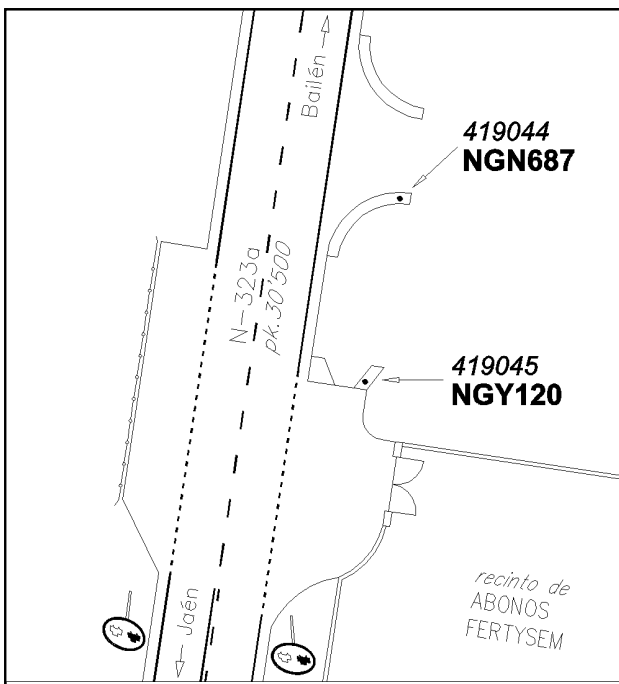 Bailén
419044
NGN687
N-323a
pk.30'500
419045
NGY120
Jaén
recinto de
ABONOS
FERTYSEM